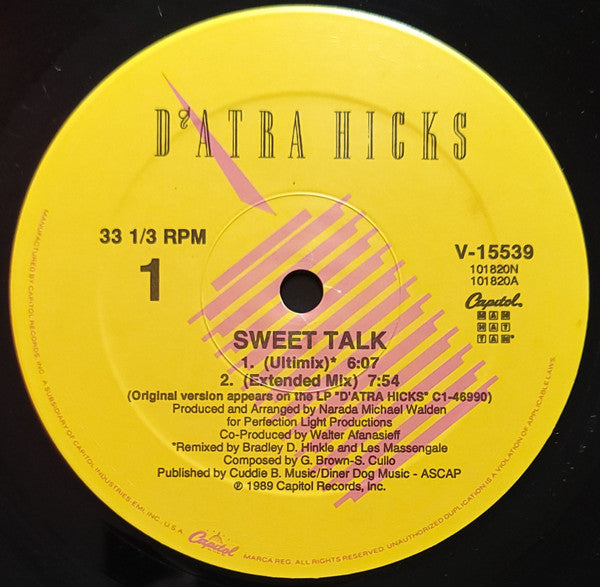 D'ATRA HICKS
33 1/3 RPM
1
V-15539
101820N
101820A
Capitol
MAN
HAT
TAN®
SWEET TALK
1. (Ultimix)* 6:07
2. (Extended Mix) 7:54
(Original version appears on the LP "D'ATRA HICKS" C1-46990)
Produced and Arranged by Narada Michael Walden
for Perfection Light Productions
Co-Produced by Walter Afanasieff
*Remixed by Bradley D. Hinkle and Les Massengale
Composed by G. Brown-S. Cullo
Published by Cuddie B. Music/Diner Dog Music - ASCAP
℗ 1989 Capitol Records, Inc.
MANUFACTURED BY CAPITOL RECORDS, INC. A SUBSIDIARY OF CAPITOL INDUSTRIES-EMI, INC., U.S.A. Capitol MARCA REG. ALL RIGHTS RESERVED. UNAUTHORIZED DUPLICATION IS A VIOLATION OF APPLICABLE LAWS.